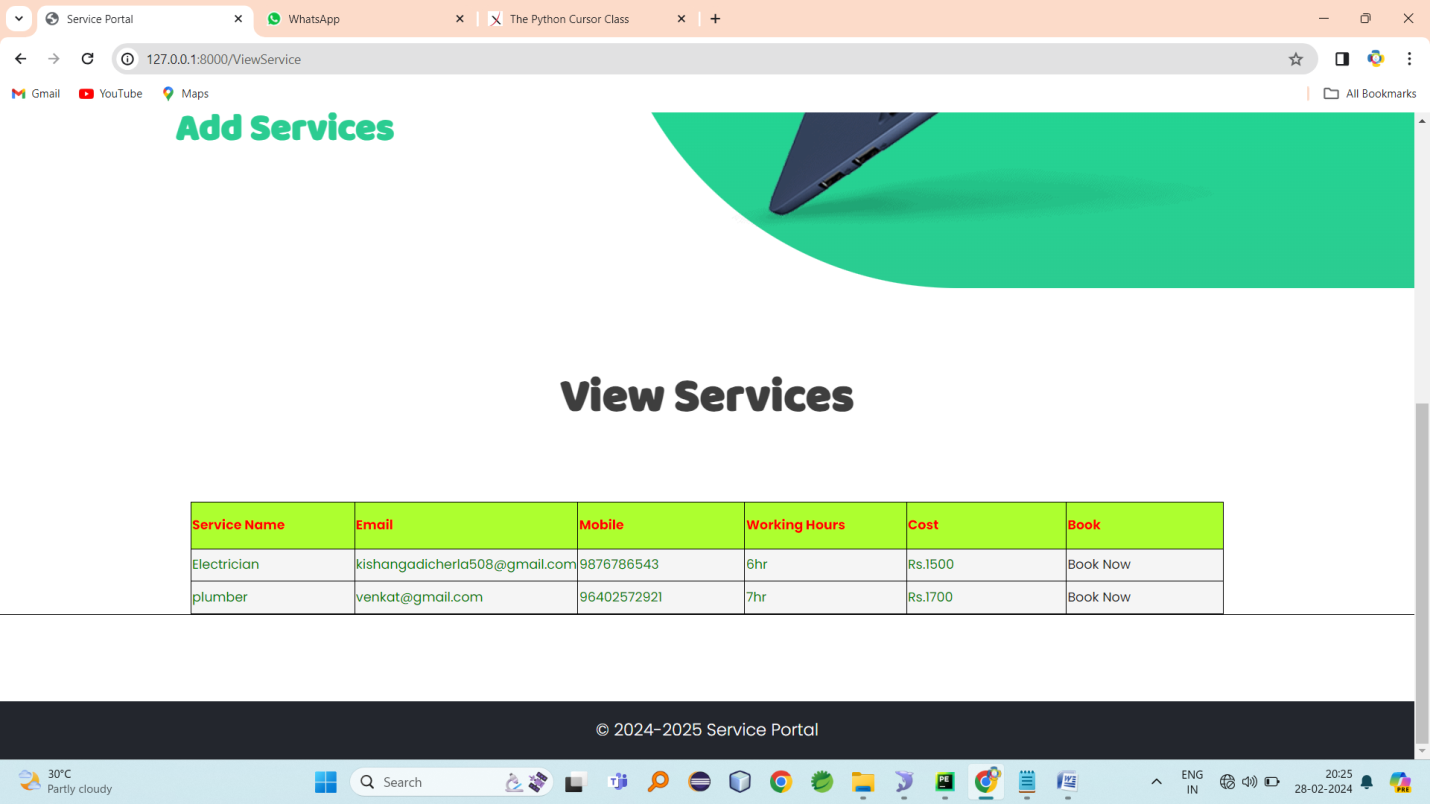 Service Portal
WhatsApp
The Python Cursor Class
127.0.0.1:8000/ViewService
Gmail YouTube Maps All Bookmarks
Add Services
View Services
Service Name Email Mobile Working Hours Cost Book
Electrician kishangadicherla508@gmail.com 9876786543 6hr Rs.1500 Book Now
plumber venkat@gmail.com 96402572921 7hr Rs.1700 Book Now
© 2024-2025 Service Portal
30°C
Partly cloudy
Search
ENG
IN
20:25
28-02-2024
PRE